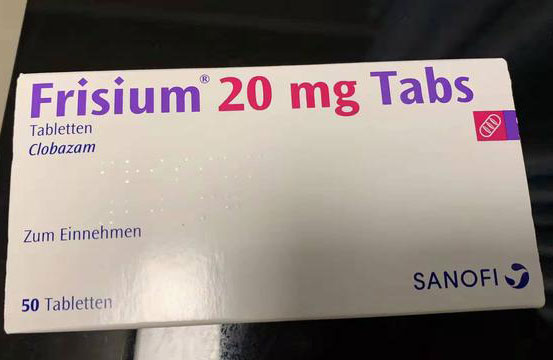 Frisium® 20 mg Tabs
Tabletten
Clobazam
Zum Einnehmen
50 Tabletten
SANOFI